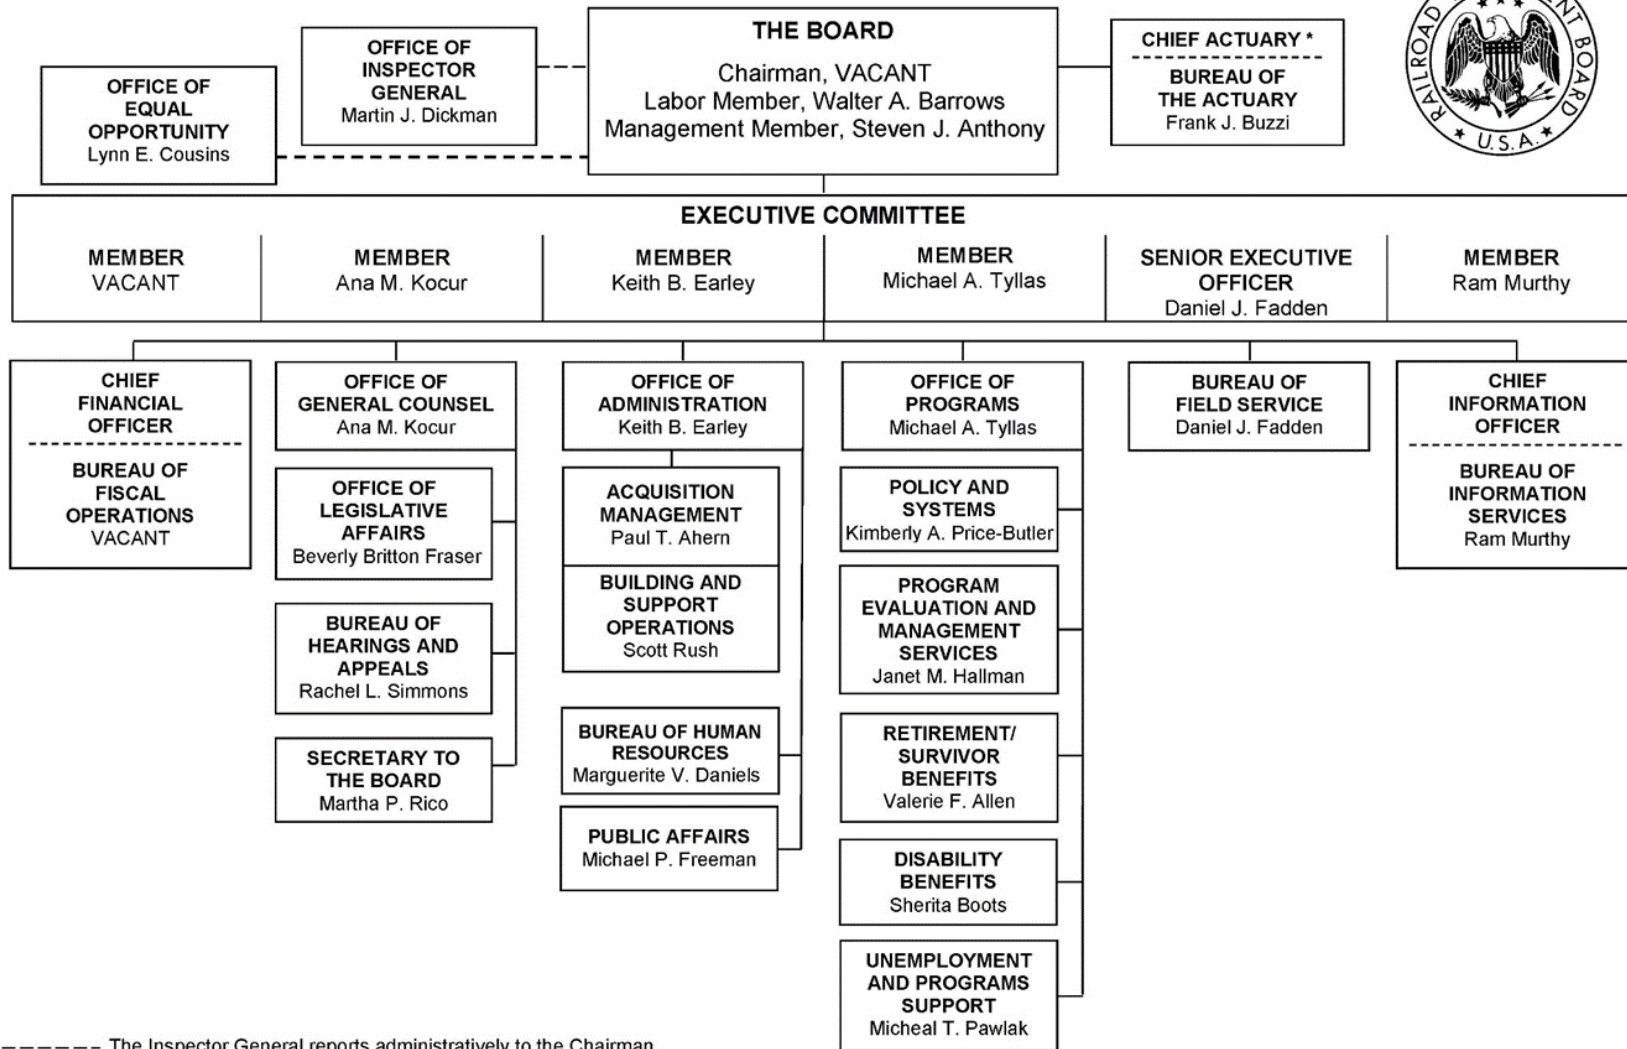 OFFICE OF
EQUAL
OPPORTUNITY
Lynn E. Cousins
OFFICE OF
INSPECTOR
GENERAL
Martin J. Dickman
THE BOARD
Chairman, VACANT
Labor Member, Walter A. Barrows
Management Member, Steven J. Anthony
CHIEF ACTUARY *
BUREAU OF
THE ACTUARY
Frank J. Buzzi
RAILROAD
BOARD
U.S.A.
EXECUTIVE COMMITTEE
MEMBER
VACANT
MEMBER
Ana M. Kocur
MEMBER
Keith B. Earley
MEMBER
Michael A. Tyllas
SENIOR EXECUTIVE
OFFICER
Daniel J. Fadden
MEMBER
Ram Murthy
CHIEF
FINANCIAL
OFFICER
BUREAU OF
FISCAL
OPERATIONS
VACANT
OFFICE OF
GENERAL COUNSEL
Ana M. Kocur
OFFICE OF
LEGISLATIVE
AFFAIRS
Beverly Britton Fraser
BUREAU OF
HEARINGS AND
APPEALS
Rachel L. Simmons
SECRETARY TO
THE BOARD
Martha P. Rico
OFFICE OF
ADMINISTRATION
Keith B. Earley
ACQUISITION
MANAGEMENT
Paul T. Ahern
BUILDING AND
SUPPORT
OPERATIONS
Scott Rush
BUREAU OF HUMAN
RESOURCES
Marguerite V. Daniels
PUBLIC AFFAIRS
Michael P. Freeman
OFFICE OF
PROGRAMS
Michael A. Tyllas
POLICY AND
SYSTEMS
Kimberly A. Price-Butler
PROGRAM
EVALUATION AND
MANAGEMENT
SERVICES
Janet M. Hallman
RETIREMENT/
SURVIVOR
BENEFITS
Valerie F. Allen
DISABILITY
BENEFITS
Sherita Boots
UNEMPLOYMENT
AND PROGRAMS
SUPPORT
Micheal T. Pawlak
BUREAU OF
FIELD SERVICE
Daniel J. Fadden
CHIEF
INFORMATION
OFFICER
BUREAU OF
INFORMATION
SERVICES
Ram Murthy
The Inspector General reports administratively to the Chairman